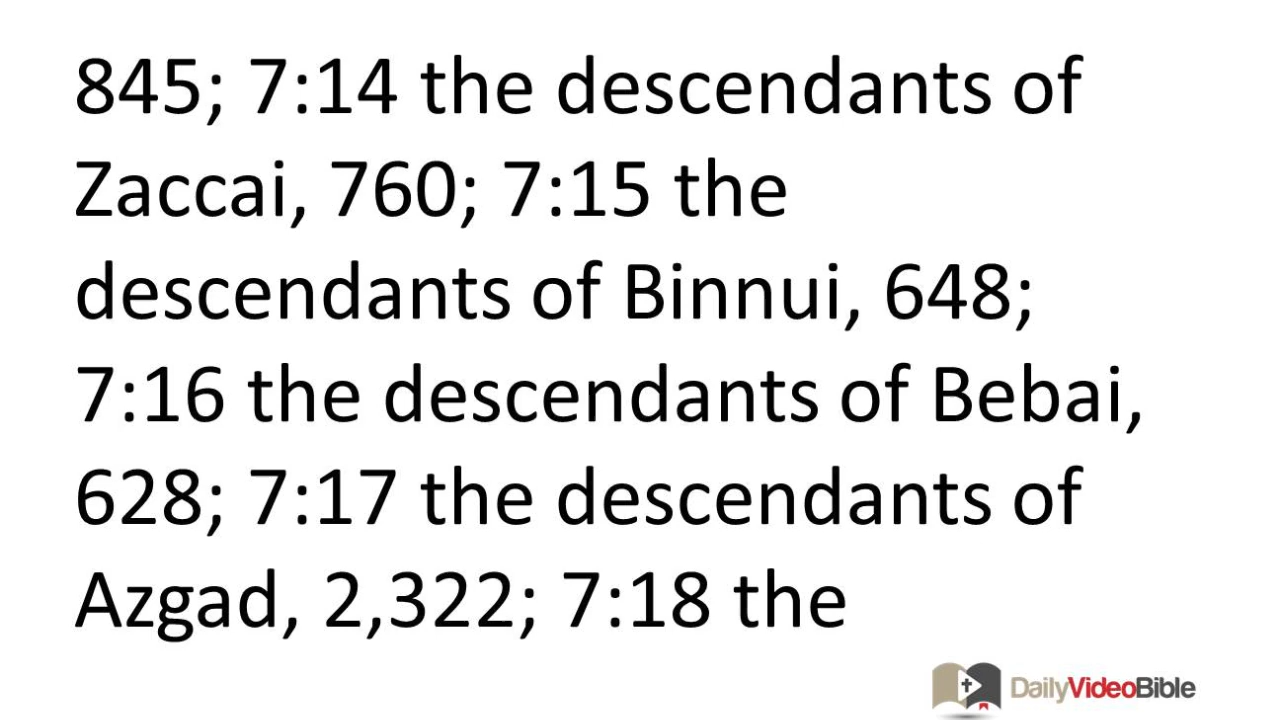 845; 7:14 the descendants of
Zaccai, 760; 7:15 the
descendants of Binnui, 648;
7:16 the descendants of Bebai,
628; 7:17 the descendants of
Azgad, 2,322; 7:18 the
DailyVideoBible